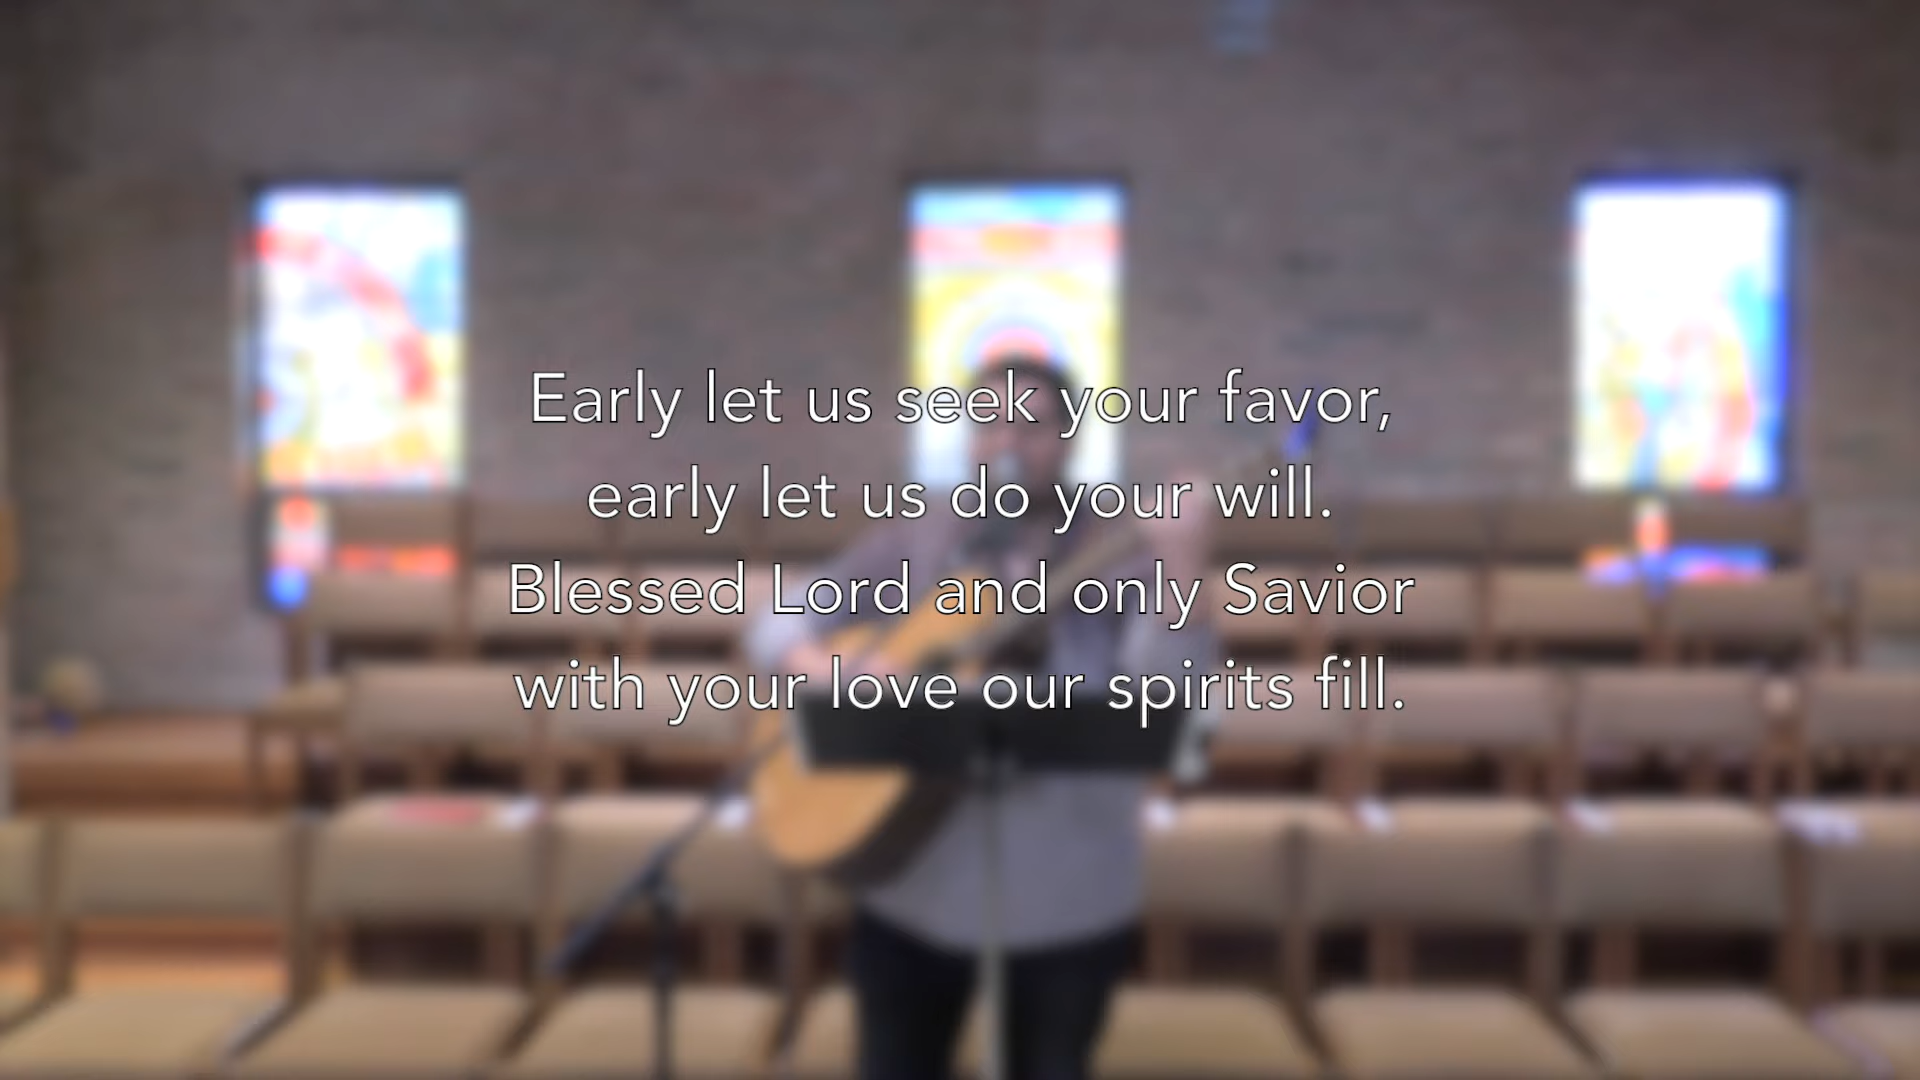 Early let us seek your favor,
early let us do your will.
Blessed Lord and only Savior
with your love our spirits fill.